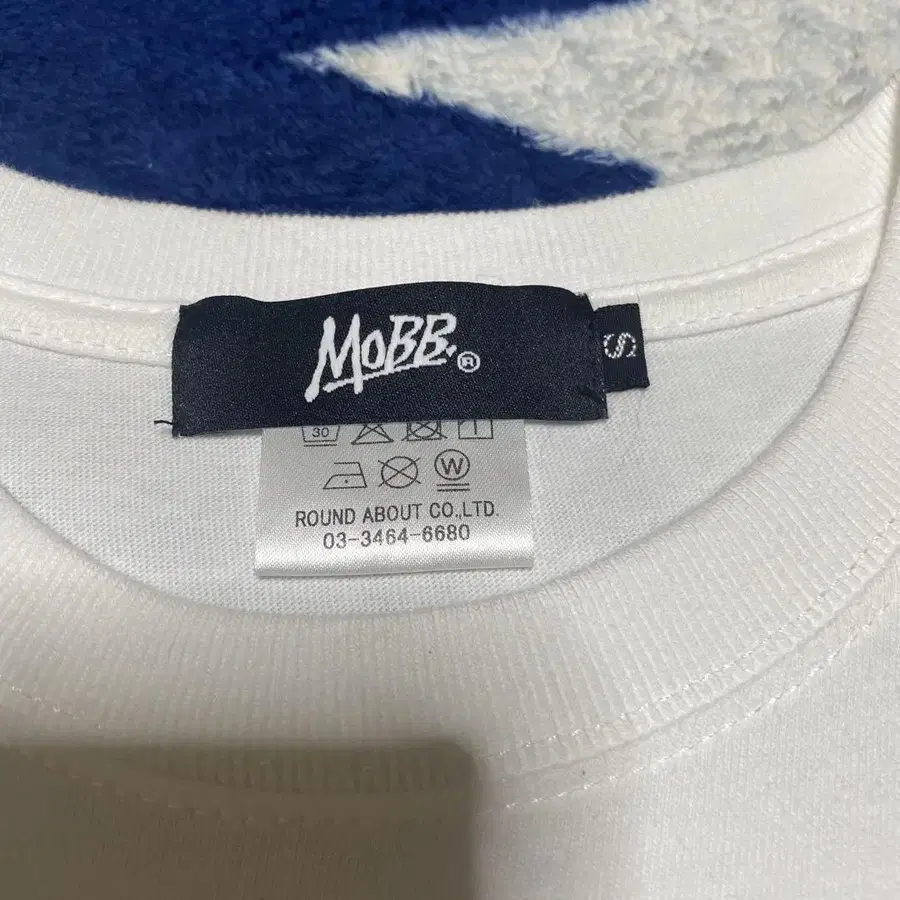 MOBB.®
S
30
W
ROUND ABOUT CO.,LTD.
03-3464-6680